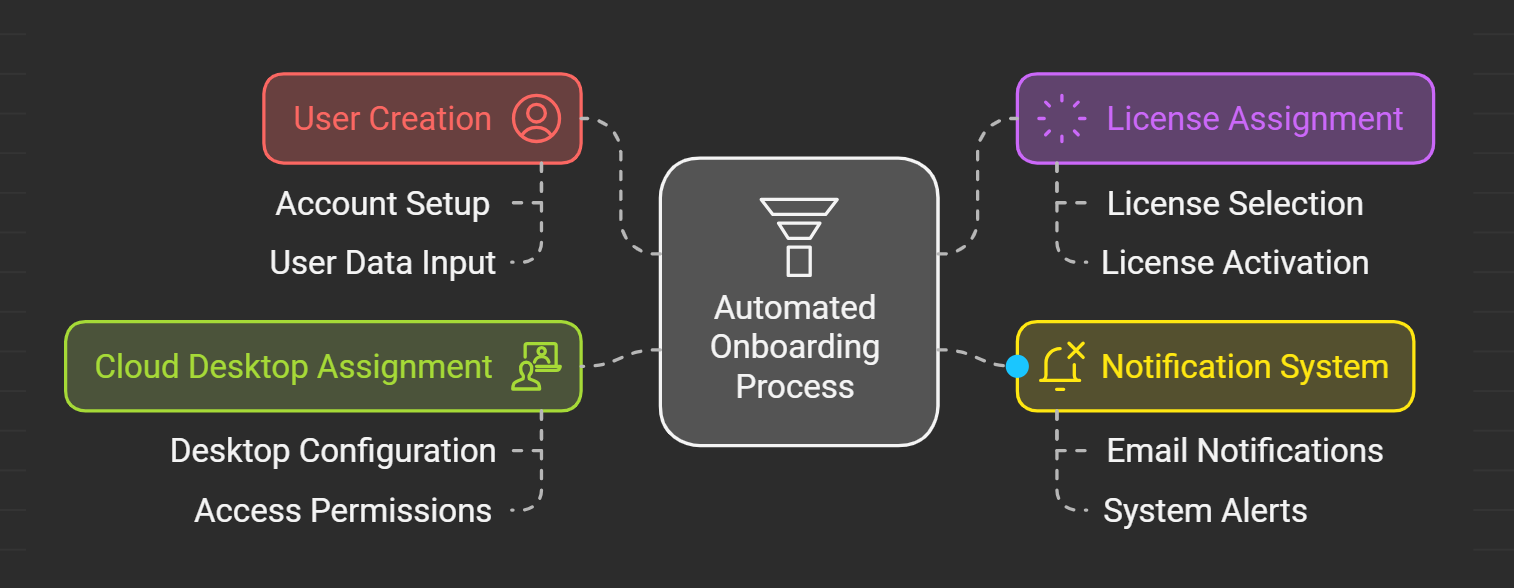 User Creation
Account Setup
User Data Input
Cloud Desktop Assignment
Desktop Configuration
Access Permissions
Automated
Onboarding
Process
License Assignment
License Selection
License Activation
Notification System
Email Notifications
System Alerts